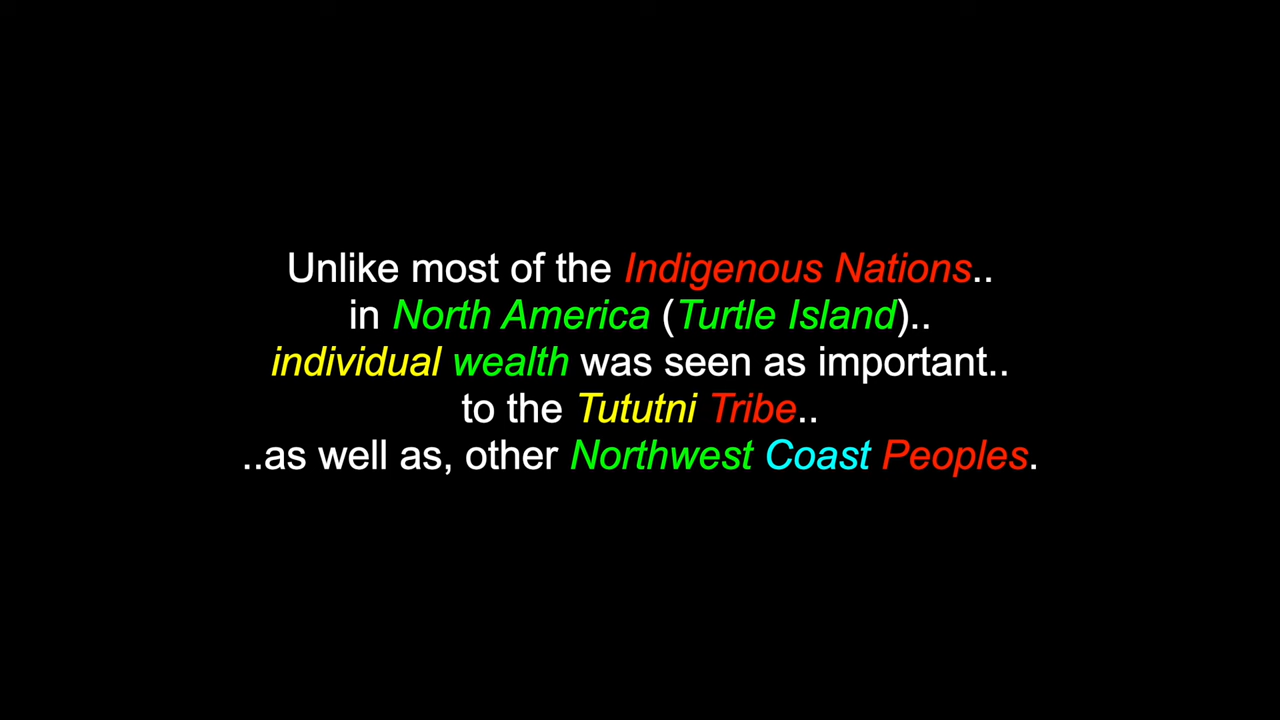 Unlike most of the Indigenous Nations..
in North America (Turtle Island)..
individual wealth was seen as important..
to the Tututni Tribe..
..as well as, other Northwest Coast Peoples.